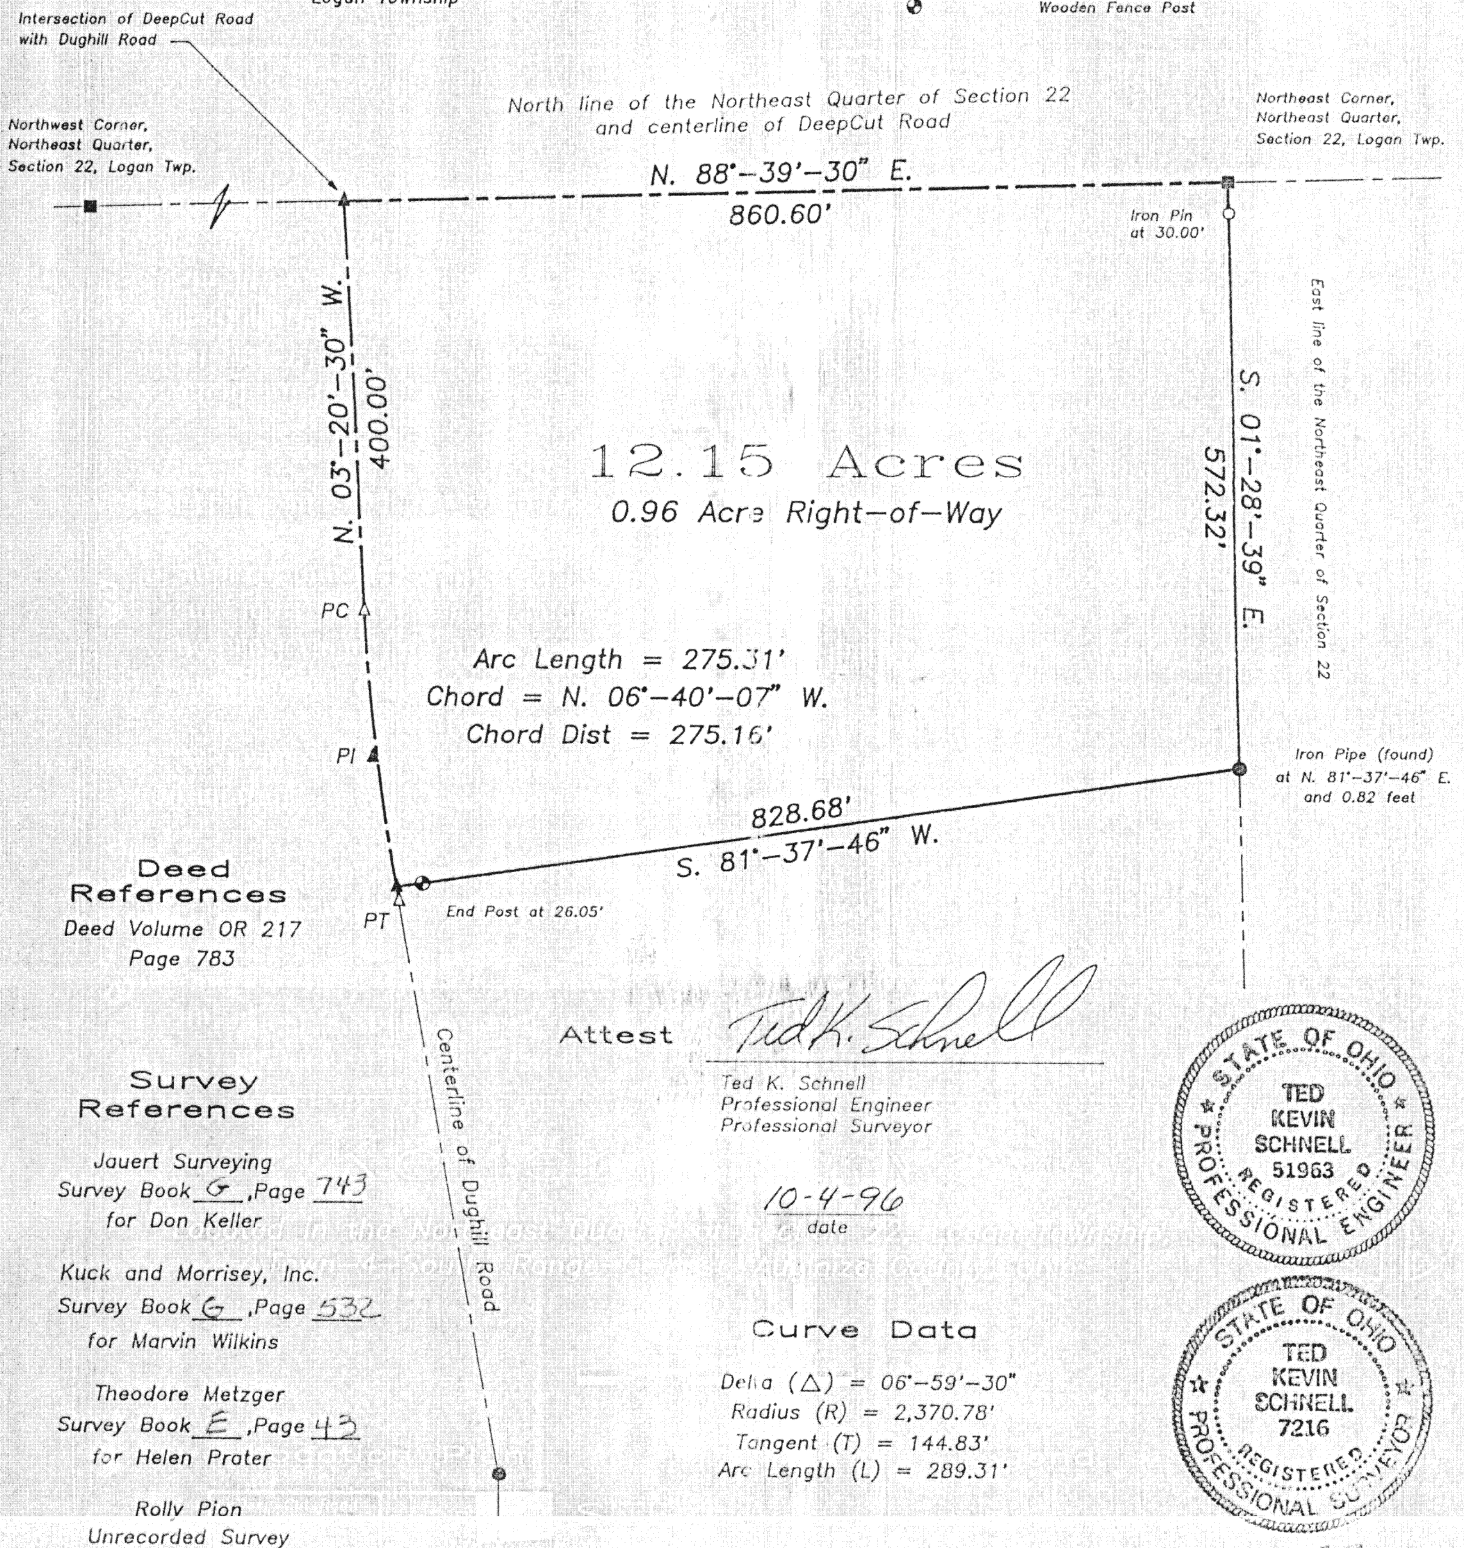 Logan Township
Wooden Fence Post
Intersection of DeepCut Road
with Dughill Road
North line of the Northeast Quarter of Section 22
and centerline of DeepCut Road
Northwest Corner,
Northeast Quarter,
Section 22, Logan Twp.
Northeast Corner,
Northeast Quarter,
Section 22, Logan Twp.
N. 88°-39'-30" E.
860.60'
Iron Pin
at 30.00'
N. 03°-20'-30" W.
400.00'
S. 01°-28'-39" E.
572.32'
East line of the Northeast Quarter of Section 22
12.15 Acres
0.96 Acre Right-of-Way
PC
Arc Length = 275.31'
Chord = N. 06°-40'-07" W.
Chord Dist = 275.16'
PI
Iron Pipe (found)
at N. 81°-37'-46" E.
and 0.82 feet
828.68'
S. 81°-37'-46" W.
PT
End Post at 26.05'
Deed
References
Deed Volume OR 217
Page 783
Centerline of Dughill Road
Attest Ted K. Schnell
Ted K. Schnell
Professional Engineer
Professional Surveyor
10-4-96
date
STATE OF OHIO
TED
KEVIN
SCHNELL
51963
REGISTERED
PROFESSIONAL ENGINEER
Survey
References
Jauert Surveying
Survey Book G ,Page 743
for Don Keller
Kuck and Morrisey, Inc.
Survey Book G ,Page 532
for Marvin Wilkins
Theodore Metzger
Survey Book E ,Page 43
for Helen Prater
Rolly Pion
Unrecorded Survey
Curve Data
Delta (△) = 06°-59'-30"
Radius (R) = 2,370.78'
Tangent (T) = 144.83'
Arc Length (L) = 289.31'
STATE OF OHIO
TED
KEVIN
SCHNELL
7216
REGISTERED
PROFESSIONAL SURVEYOR